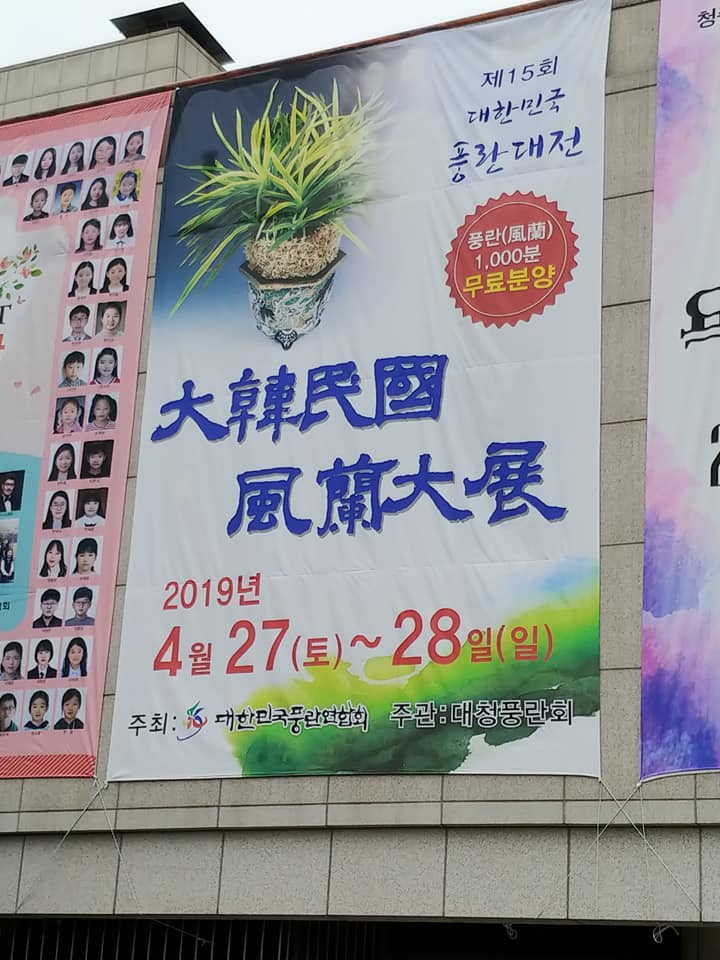 제15회
대한민국
풍란대전
풍란(風蘭)
1,000분
무료분양
大韓民國
風蘭大展
2019년
4월 27(토)~28일(일)
주최: 대한민국풍란연합회 주관:대청풍란회
청
T
회